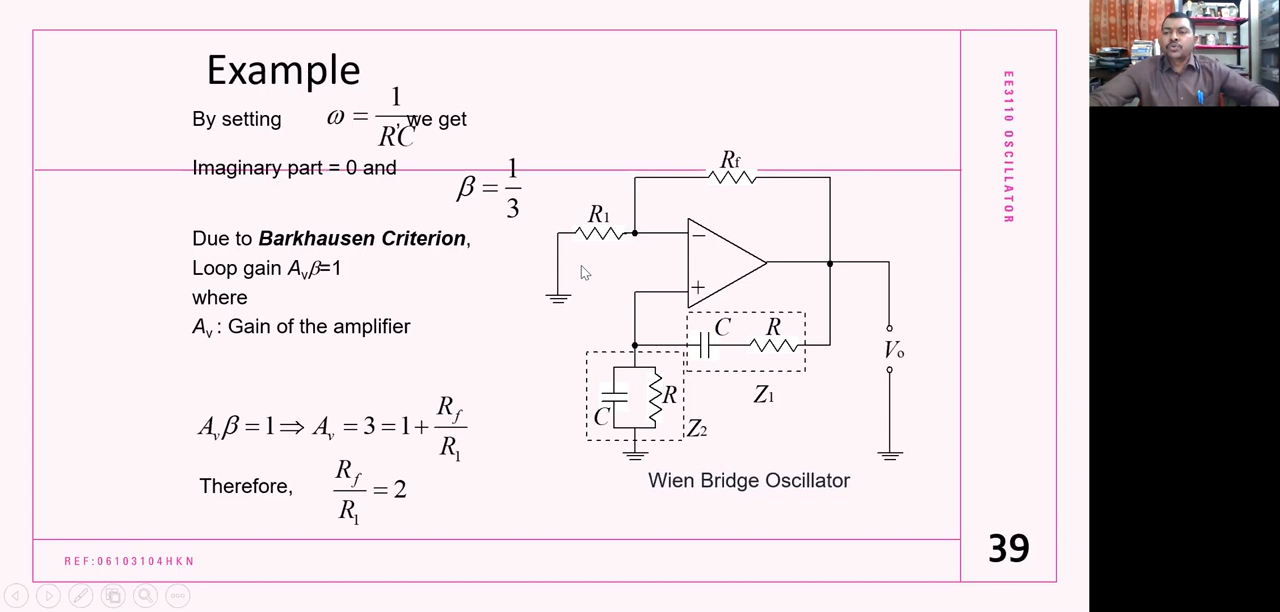 Example
By setting ω = 1/RC, we get
Imaginary part = 0 and β = 1/3
Due to Barkhausen Criterion,
Loop gain Avβ=1
where
Av : Gain of the amplifier
Avβ = 1 ⇒ Av = 3 = 1 + Rf/R1
Therefore, Rf/R1 = 2
Rf
R1
−
+
C R
Z1
C R
Z2
Vo
Wien Bridge Oscillator
EE3110 OSCILLATOR
REF:06103104HKN
39